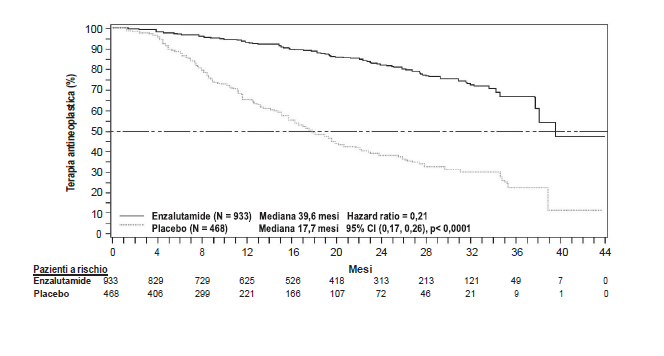 Terapia antineoplastica (%)
100
90
80
70
60
50
40
30
20
10
0
Enzalutamide (N = 933) Mediana 39,6 mesi Hazard ratio = 0,21
Placebo (N = 468) Mediana 17,7 mesi 95% CI (0,17, 0,26), p< 0,0001
0 4 8 12 16 20 24 28 32 36 40 44
Mesi
Pazienti a rischio
Enzalutamide 933 829 729 625 526 418 313 213 121 49 7 0
Placebo 468 406 299 221 166 107 72 46 21 9 1 0